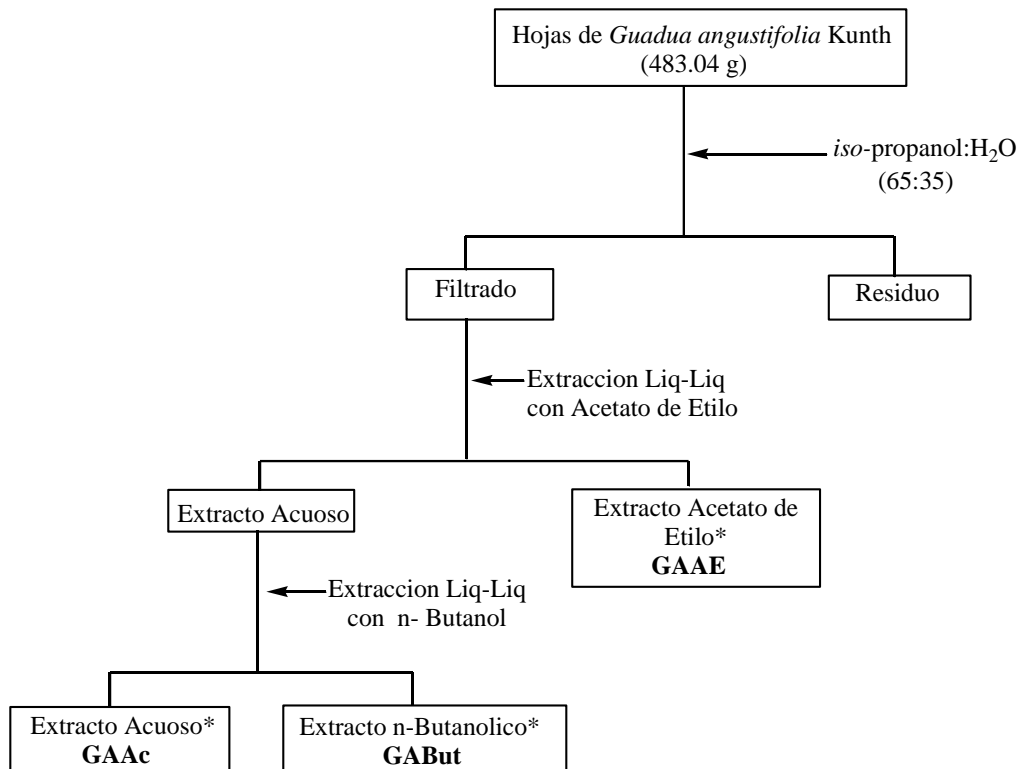 Hojas de Guadua angustifolia Kunth
(483.04 g)
iso-propanol:H₂O
(65:35)
Filtrado
Residuo
Extraccion Liq-Liq
con Acetato de Etilo
Extracto Acuoso
Extracto Acetato de
Etilo*
GAAE
Extraccion Liq-Liq
con n- Butanol
Extracto Acuoso*
GAAc
Extracto n-Butanolico*
GABut